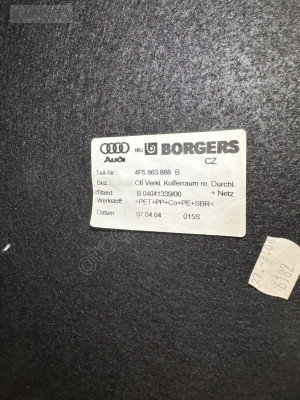 Audi BRJ BORGERS
CZ.
Teil-Nr.: 4F5 863 888 B
Bez.: C6 Verkl. Kofferraum re. Durchl.
Stand: B 04041339/00 + Netz
Werkstoff: >PET+PP+Co+PE+SBR<
Datum 07.04.04 015S
6182